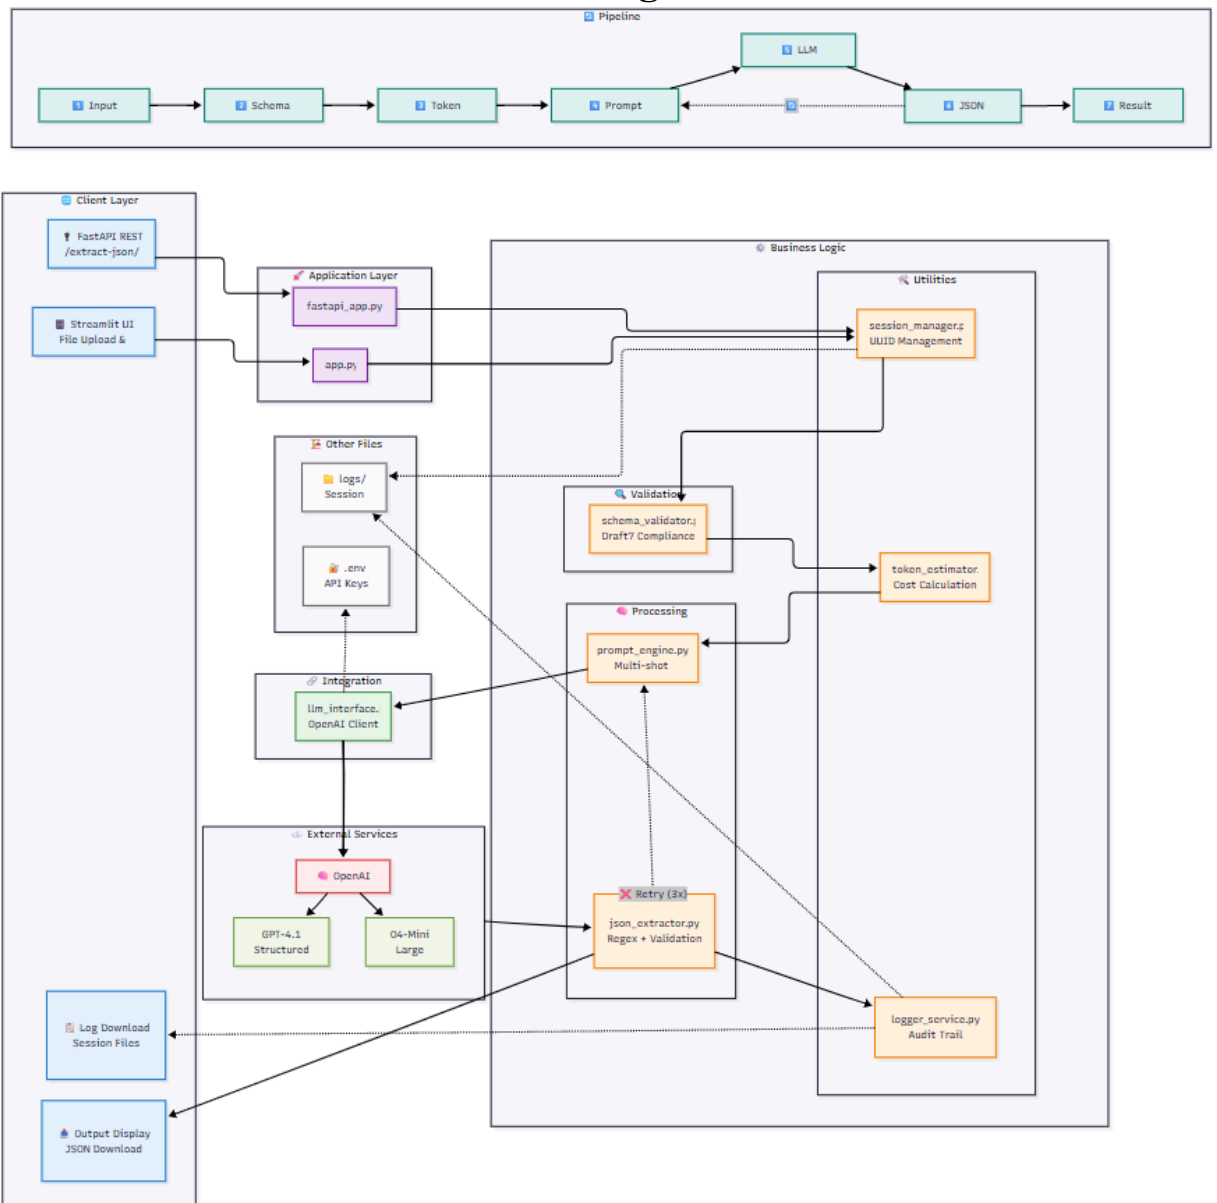 Pipeline
5 LLM
1 Input
2 Schema
3 Token
4 Prompt
6 JSON
7 Result
Client Layer
FastAPI REST
/extract-json/
Streamlit UI
File Upload &
Application Layer
fastapi_app.py
app.py
Business Logic
Utilities
session_manager.p
UUID Management
Other Files
logs/
Session
.env
API Keys
Validation
schema_validator.p
Draft7 Compliance
token_estimator.
Cost Calculation
Processing
prompt_engine.py
Multi-shot
Integration
llm_interface.
OpenAI Client
External Services
OpenAI
GPT-4.1
Structured
O4-Mini
Large
Retry (3x)
json_extractor.py
Regex + Validation
logger_service.py
Audit Trail
Log Download
Session Files
Output Display
JSON Download